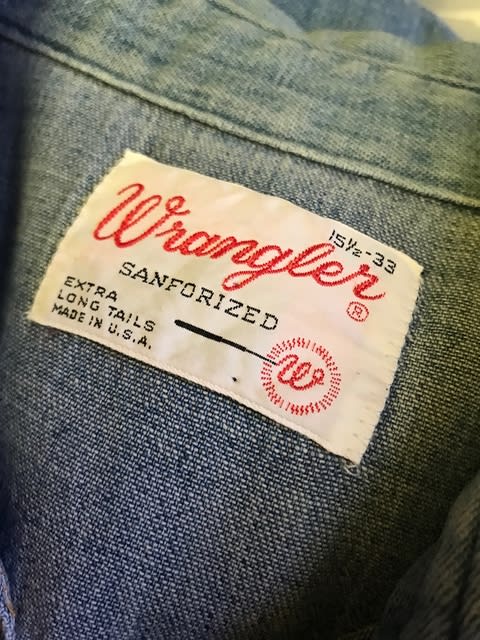 15½-33
Wrangler®
SANFORIZED
EXTRA
LONG TAILS
MADE IN U.S.A.
W